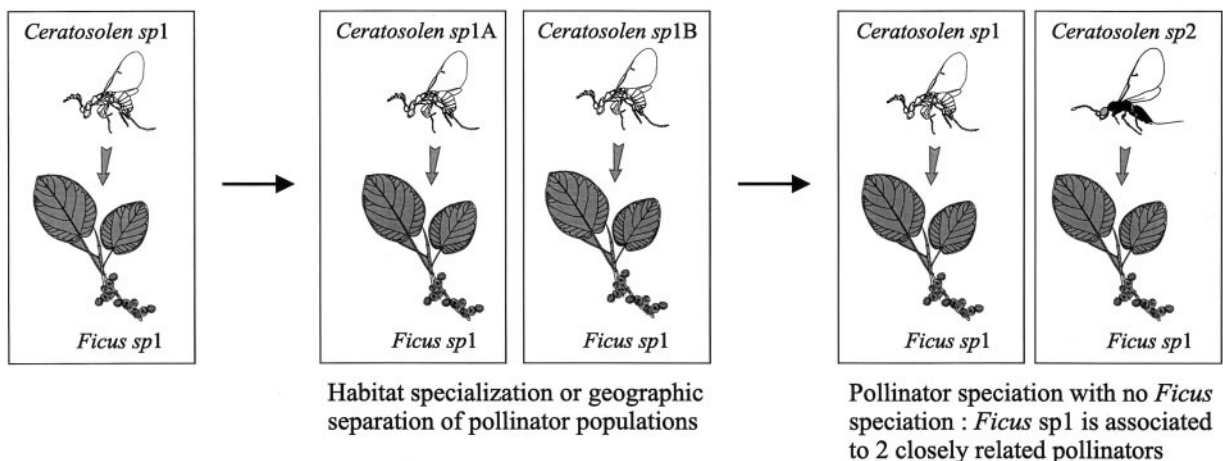 Ceratosolen sp1
Ficus sp1
Ceratosolen sp1A
Ficus sp1
Ceratosolen sp1B
Ficus sp1
Habitat specialization or geographic
separation of pollinator populations
Ceratosolen sp1
Ficus sp1
Ceratosolen sp2
Ficus sp1
Pollinator speciation with no Ficus
speciation : Ficus sp1 is associated
to 2 closely related pollinators